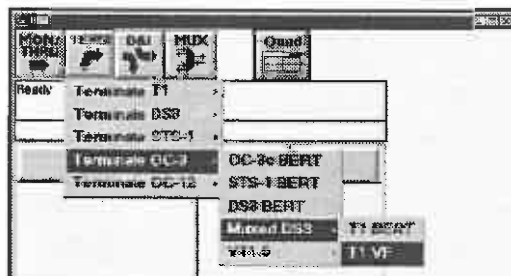 MON/ TERM D&I MUX Quad
THRU
Ready
Terminate T1
Terminate DS3
Terminate STS-1
Terminate OC-3
Terminate OC-12
OC-3c BERT
STS-1 BERT
DS3 BERT
Muxed DS3
T1 BERT
T1 VF